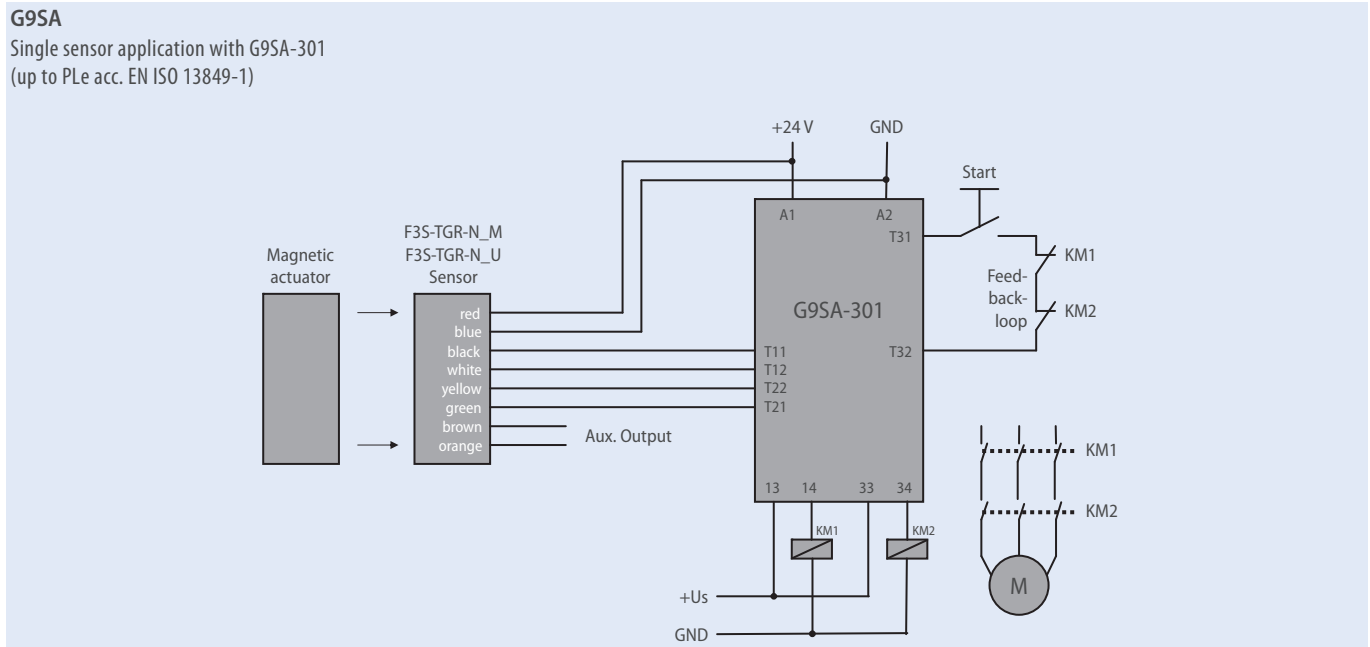 G9SA
Single sensor application with G9SA-301
(up to PLe acc. EN ISO 13849-1)
+24 V
GND
Start
A1
A2
T31
F3S-TGR-N_M
F3S-TGR-N_U
Sensor
Magnetic
actuator
KM1
Feed-
back-
loop
KM2
G9SA-301
red
blue
black
white
yellow
green
brown
orange
T11
T12
T22
T21
T32
Aux. Output
13
14
33
34
KM1
KM2
KM1
KM2
M
+Us
GND